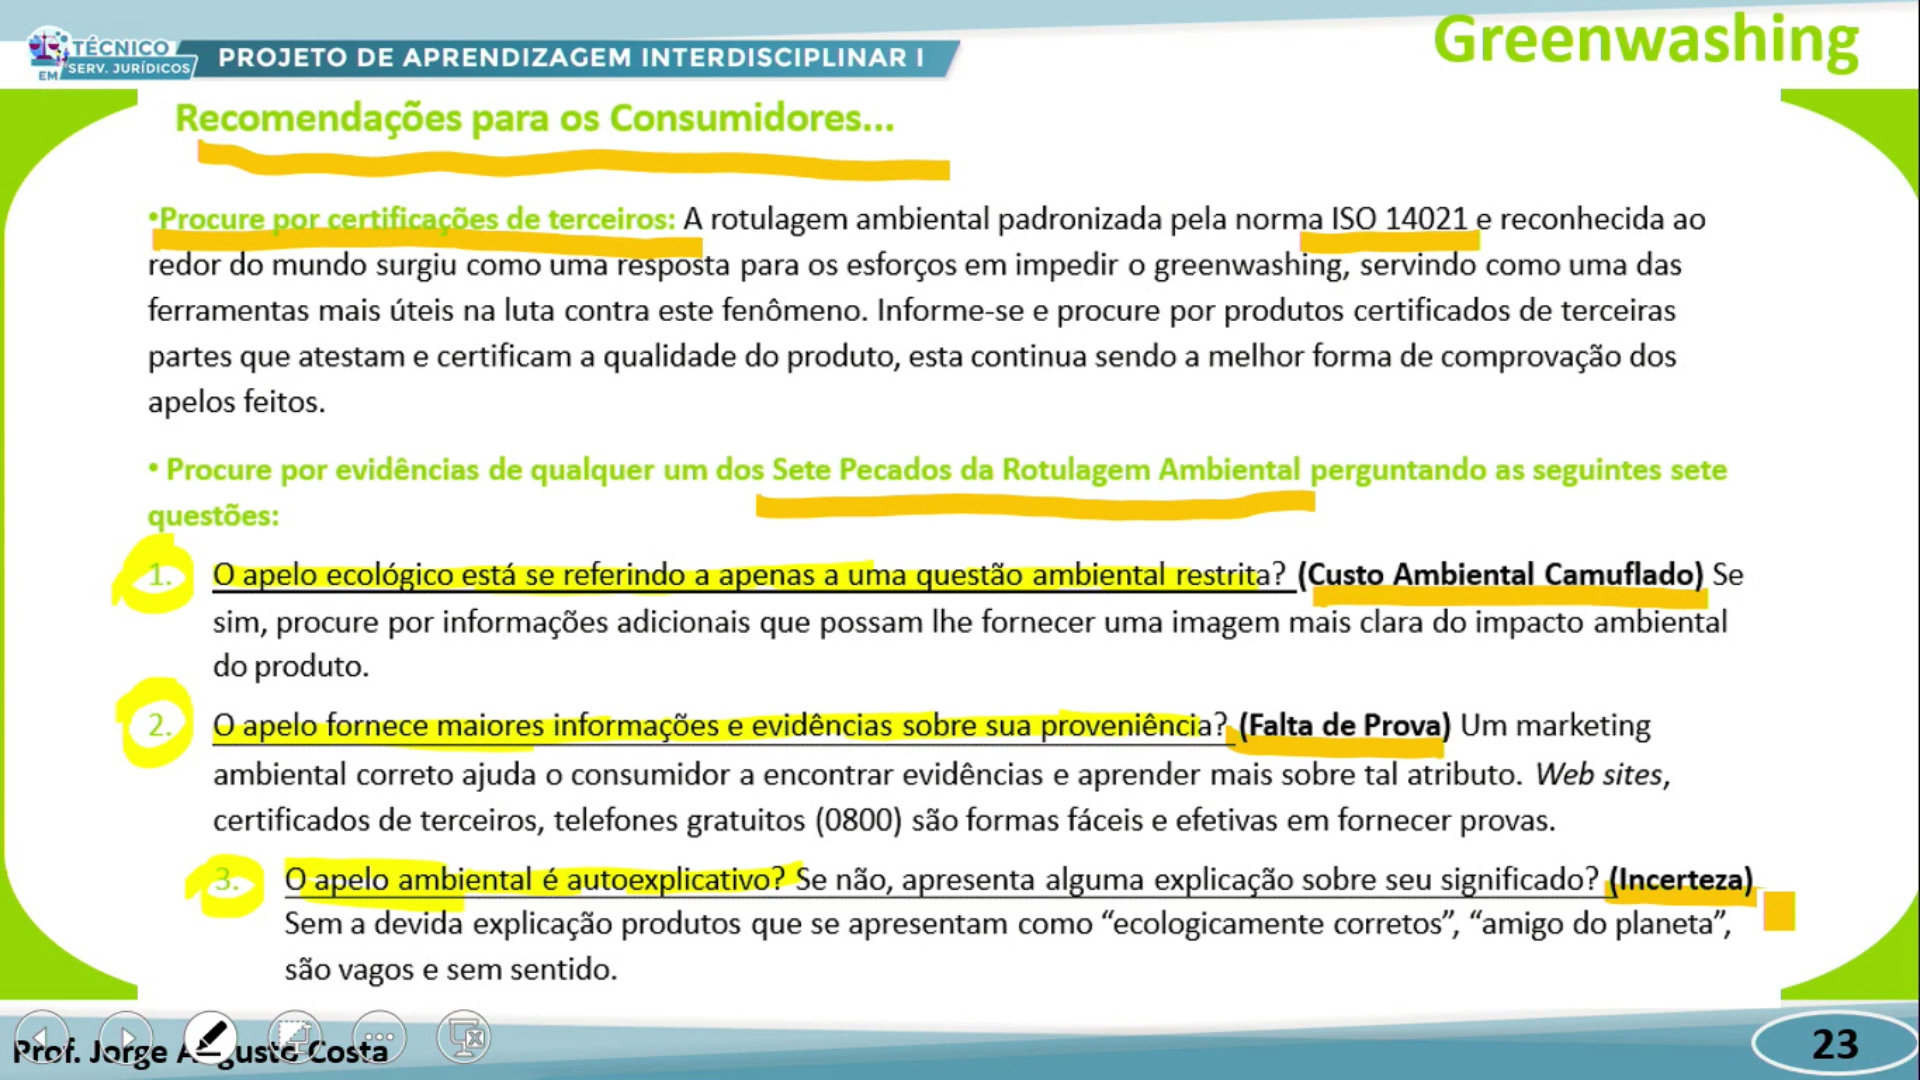 Greenwashing
TÉCNICO
EM SERV. JURÍDICOS
PROJETO DE APRENDIZAGEM INTERDISCIPLINAR I
Recomendações para os Consumidores...
•Procure por certificações de terceiros: A rotulagem ambiental padronizada pela norma ISO 14021 e reconhecida ao
redor do mundo surgiu como uma resposta para os esforços em impedir o greenwashing, servindo como uma das
ferramentas mais úteis na luta contra este fenômeno. Informe-se e procure por produtos certificados de terceiras
partes que atestam e certificam a qualidade do produto, esta continua sendo a melhor forma de comprovação dos
apelos feitos.
• Procure por evidências de qualquer um dos Sete Pecados da Rotulagem Ambiental perguntando as seguintes sete
questões:
1. O apelo ecológico está se referindo a apenas a uma questão ambiental restrita? (Custo Ambiental Camuflado) Se
sim, procure por informações adicionais que possam lhe fornecer uma imagem mais clara do impacto ambiental
do produto.
2. O apelo fornece maiores informações e evidências sobre sua proveniência? (Falta de Prova) Um marketing
ambiental correto ajuda o consumidor a encontrar evidências e aprender mais sobre tal atributo. Web sites,
certificados de terceiros, telefones gratuitos (0800) são formas fáceis e efetivas em fornecer provas.
3. O apelo ambiental é autoexplicativo? Se não, apresenta alguma explicação sobre seu significado? (Incerteza)
Sem a devida explicação produtos que se apresentam como “ecologicamente corretos”, “amigo do planeta”,
são vagos e sem sentido.
Prof. Jorge Augusto Costa
23